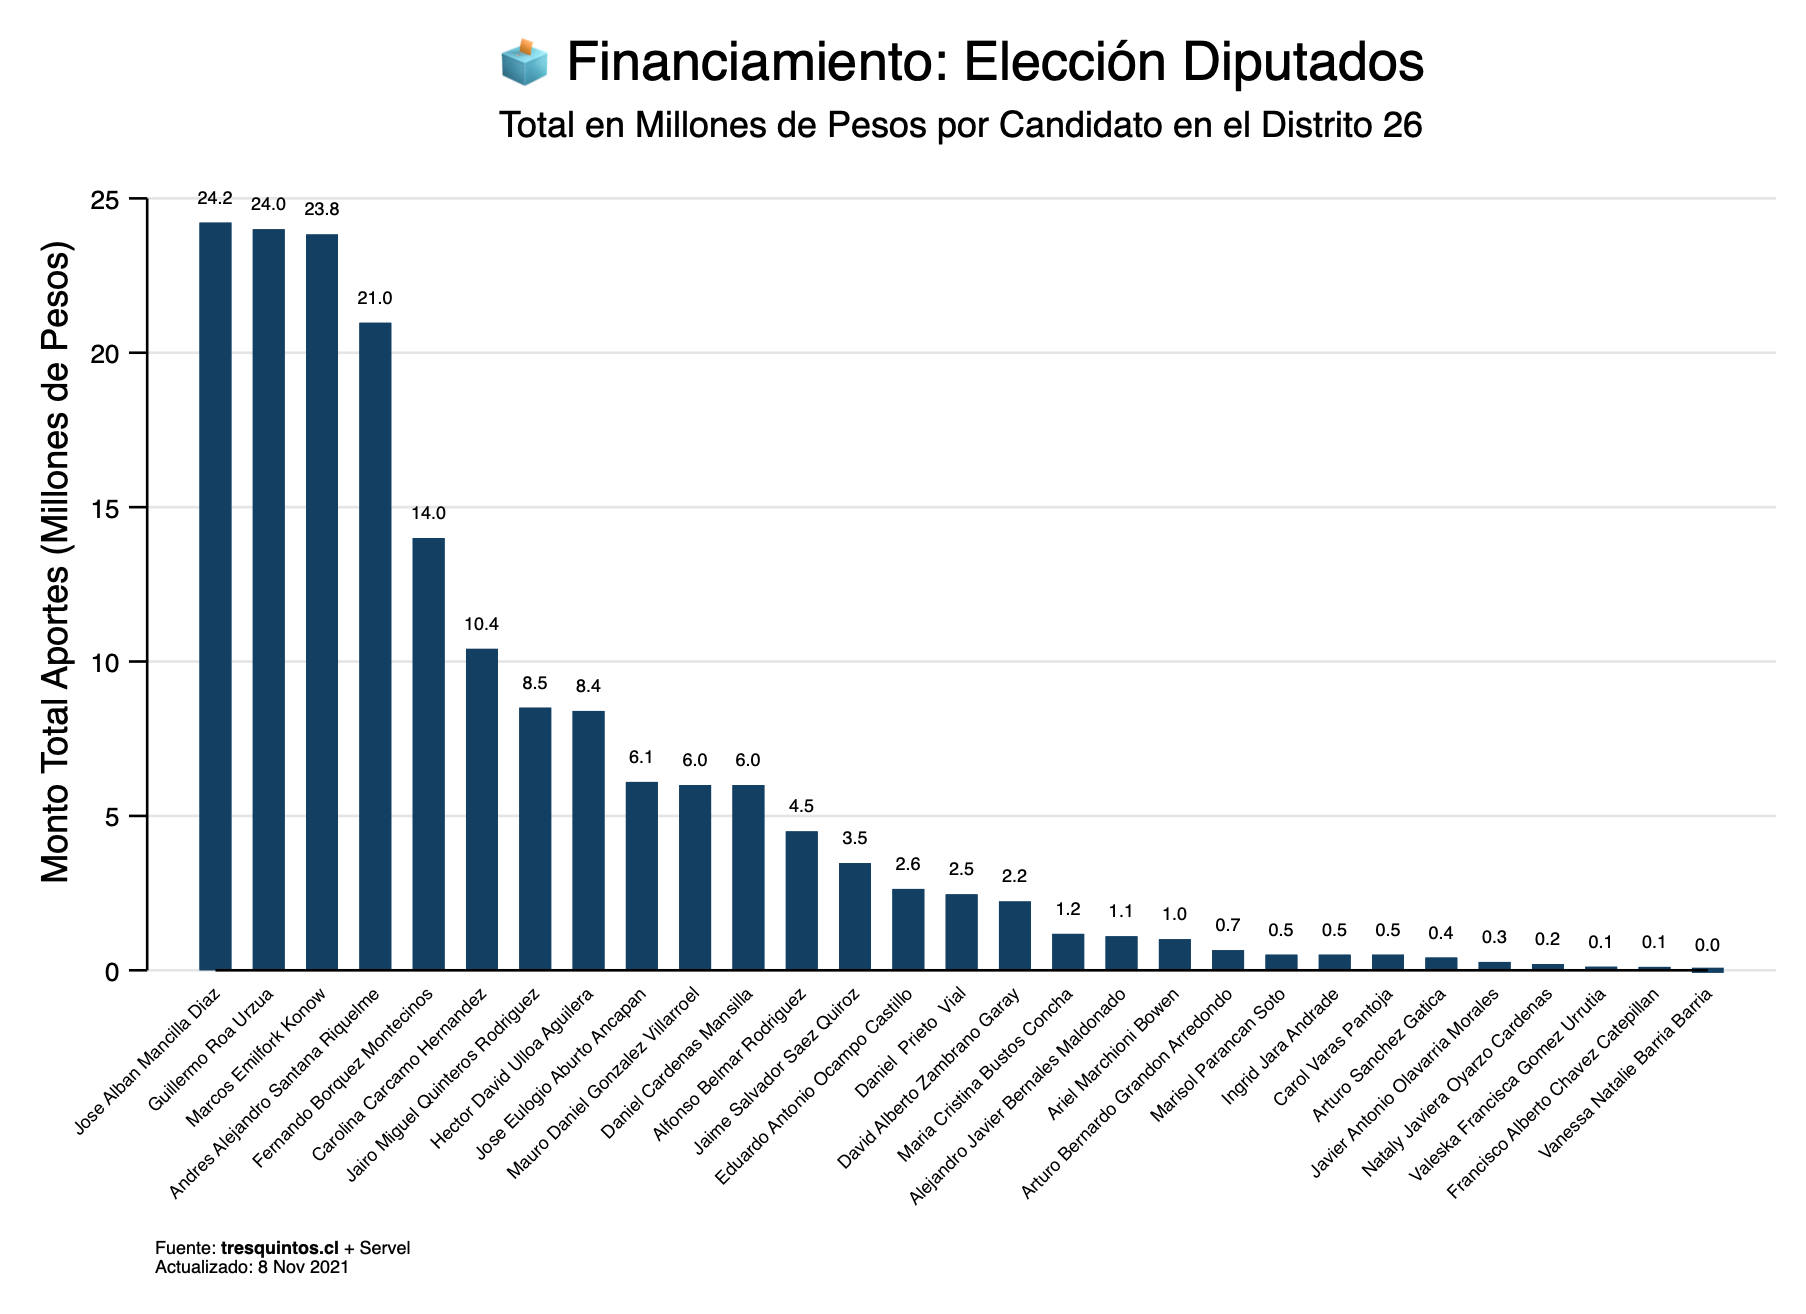 Financiamiento: Elección Diputados
Total en Millones de Pesos por Candidato en el Distrito 26
Monto Total Aportes (Millones de Pesos)
25
20
15
10
5
0
24.2
24.0
23.8
21.0
14.0
10.4
8.5
8.4
6.1
6.0
6.0
4.5
3.5
2.6
2.5
2.2
1.2
1.1
1.0
0.7
0.5
0.5
0.5
0.4
0.3
0.2
0.1
0.1
0.0
Jose Alban Mancilla Diaz
Guillermo Roa Urzua
Marcos Emilfork Konow
Andres Alejandro Santana Riquelme
Fernando Borquez Montecinos
Carolina Carcamo Hernandez
Jairo Miguel Quinteros Rodriguez
Hector David Ulloa Aguilera
Jose Eulogio Aburto Ancapan
Mauro Daniel Gonzalez Villarroel
Daniel Cardenas Mansilla
Alfonso Belmar Rodriguez
Jaime Salvador Saez Quiroz
Eduardo Antonio Ocampo Castillo
Daniel Prieto Vial
David Alberto Zambrano Garay
Maria Cristina Bustos Concha
Alejandro Javier Bernales Maldonado
Ariel Marchioni Bowen
Arturo Bernardo Grandon Arredondo
Marisol Parancan Soto
Ingrid Jara Andrade
Carol Varas Pantoja
Arturo Sanchez Gatica
Javier Antonio Olavarria Morales
Nataly Javiera Oyarzo Cardenas
Valeska Francisca Gomez Urrutia
Francisco Alberto Chavez Catepillan
Vanessa Natalie Barria Barria
Fuente: tresquintos.cl + Servel
Actualizado: 8 Nov 2021